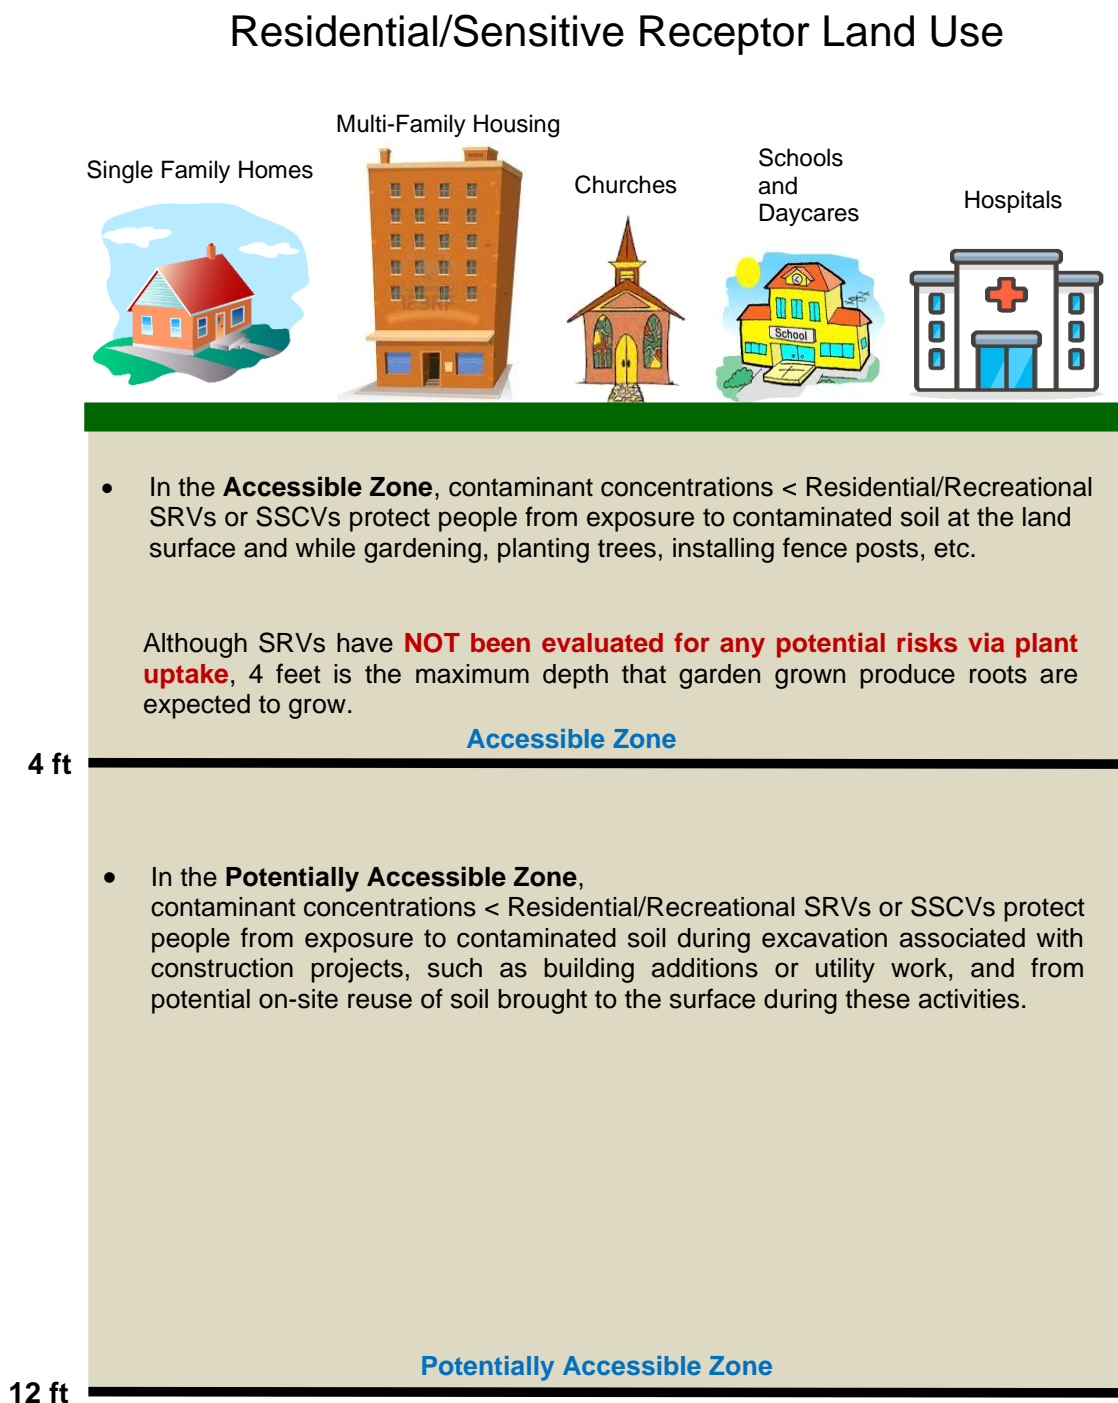 Residential/Sensitive Receptor Land Use
Multi-Family Housing
Single Family Homes
Churches
Schools
and
Daycares
Hospitals
School
• In the Accessible Zone, contaminant concentrations < Residential/Recreational
SRVs or SSCVs protect people from exposure to contaminated soil at the land
surface and while gardening, planting trees, installing fence posts, etc.
Although SRVs have NOT been evaluated for any potential risks via plant
uptake, 4 feet is the maximum depth that garden grown produce roots are
expected to grow.
Accessible Zone
4 ft
• In the Potentially Accessible Zone,
contaminant concentrations < Residential/Recreational SRVs or SSCVs protect
people from exposure to contaminated soil during excavation associated with
construction projects, such as building additions or utility work, and from
potential on-site reuse of soil brought to the surface during these activities.
Potentially Accessible Zone
12 ft